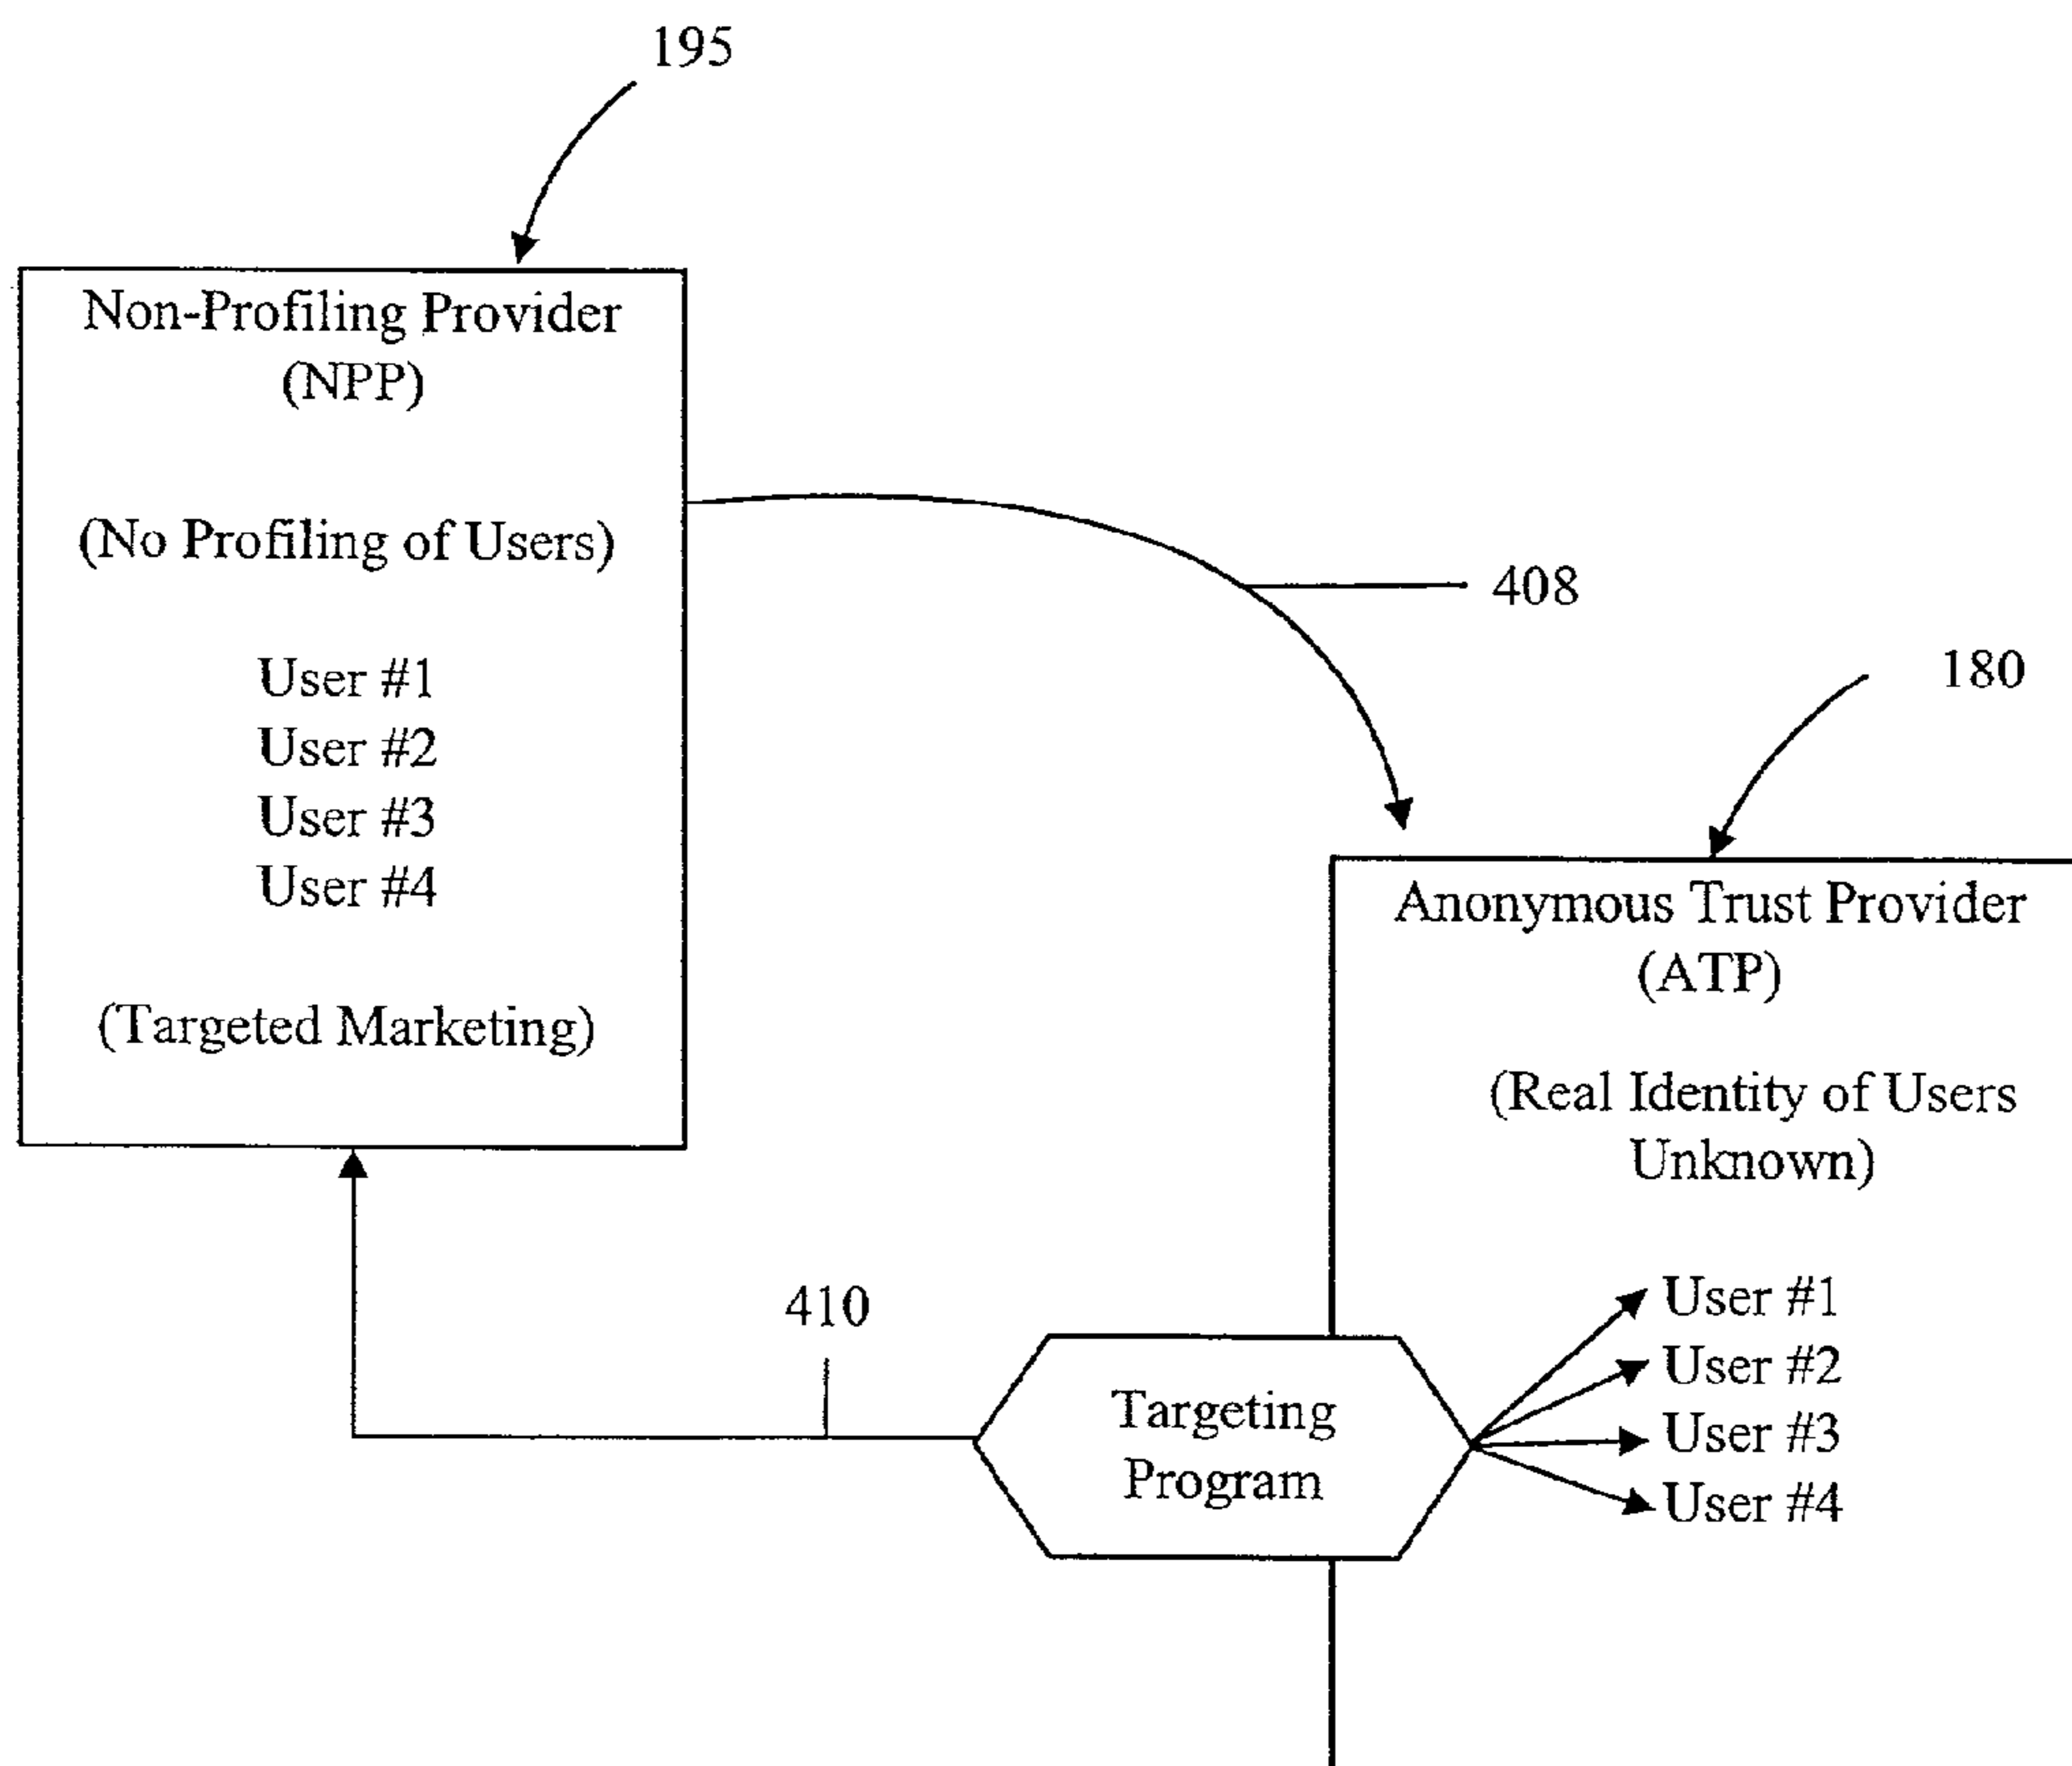 195
Non-Profiling Provider
(NPP)
(No Profiling of Users)
User #1
User #2
User #3
User #4
(Targeted Marketing)
408
180
Anonymous Trust Provider
(ATP)
(Real Identity of Users
Unknown)
User #1
User #2
User #3
User #4
410
Targeting
Program